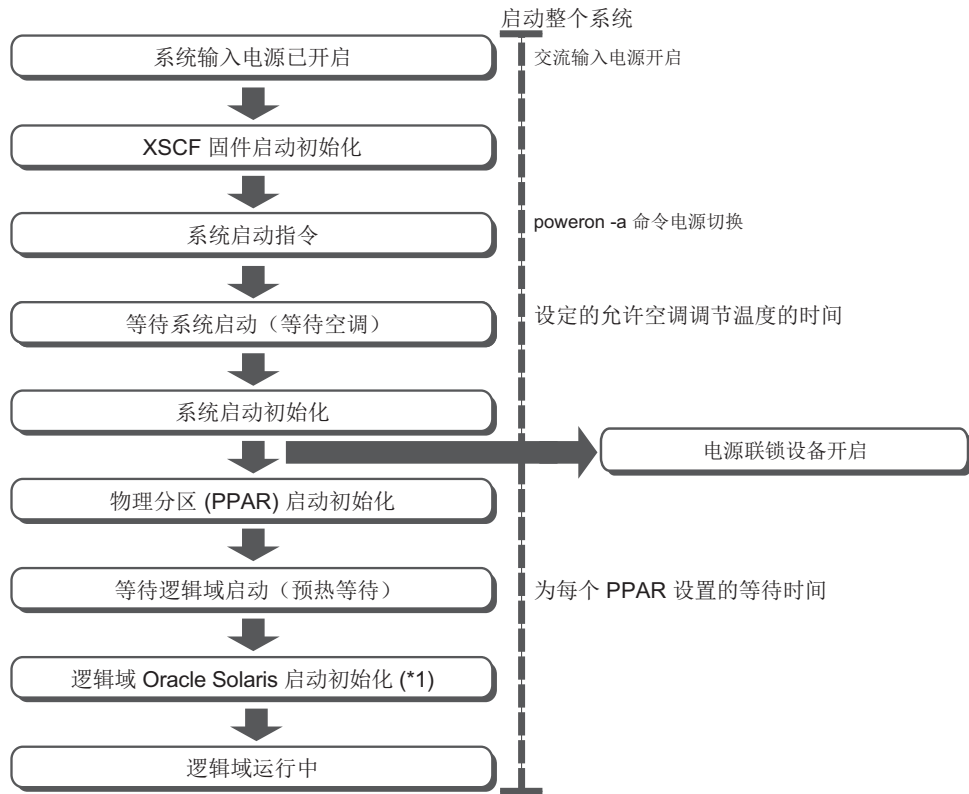 启动整个系统
系统输入电源已开启
交流输入电源开启
XSCF 固件启动初始化
系统启动指令
poweron -a 命令电源切换
等待系统启动（等待空调）
设定的允许空调调节温度的时间
系统启动初始化
电源联锁设备开启
物理分区 (PPAR) 启动初始化
等待逻辑域启动（预热等待）
为每个 PPAR 设置的等待时间
逻辑域 Oracle Solaris 启动初始化 (*1)
逻辑域运行中